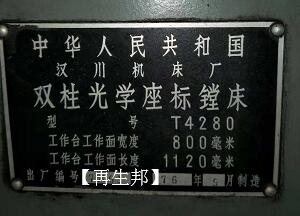 中华人民共和国
汉川机床厂
双柱光学座标镗床
型号 T4280
工作台工作面宽度 800毫米
工作台工作面长度 1120毫米
出厂编号 76年 月制造
【再生邦】